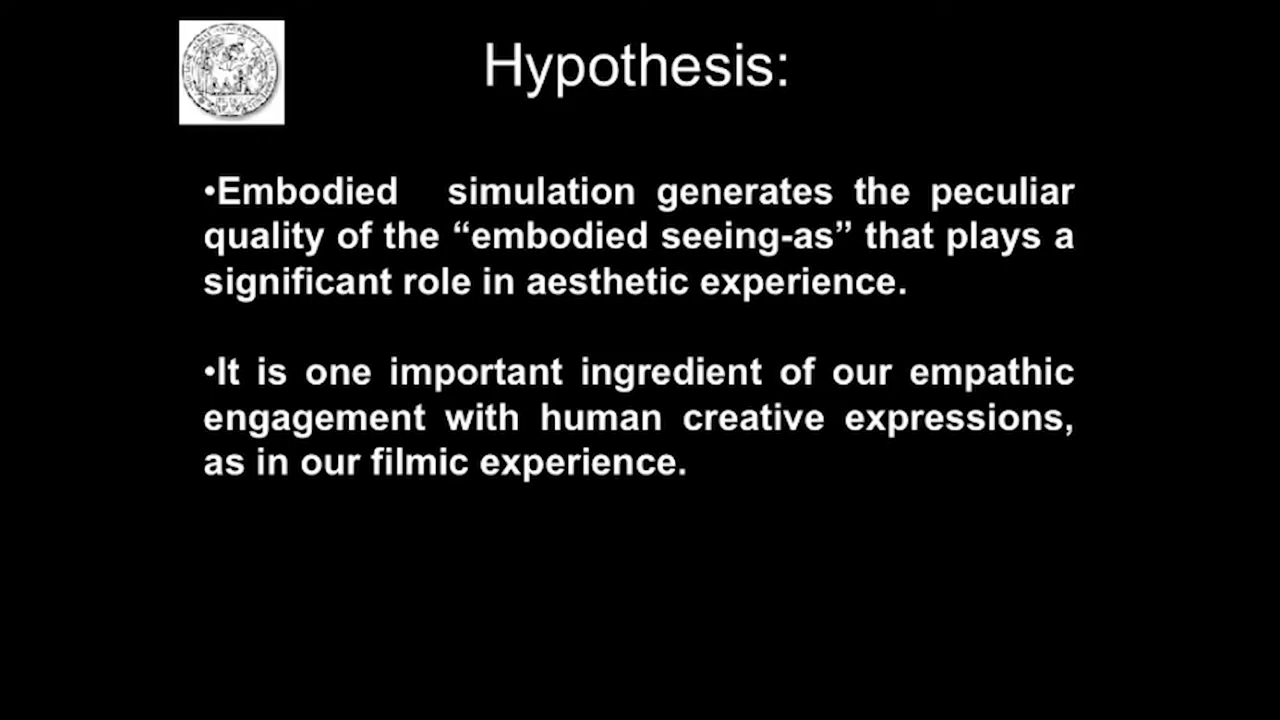 Hypothesis:
•Embodied simulation generates the peculiar
quality of the “embodied seeing-as” that plays a
significant role in aesthetic experience.
•It is one important ingredient of our empathic
engagement with human creative expressions,
as in our filmic experience.